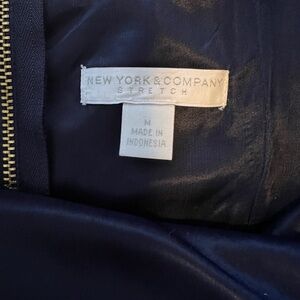 NEW YORK & COMPANY
STRETCH
M
MADE IN
INDONESIA